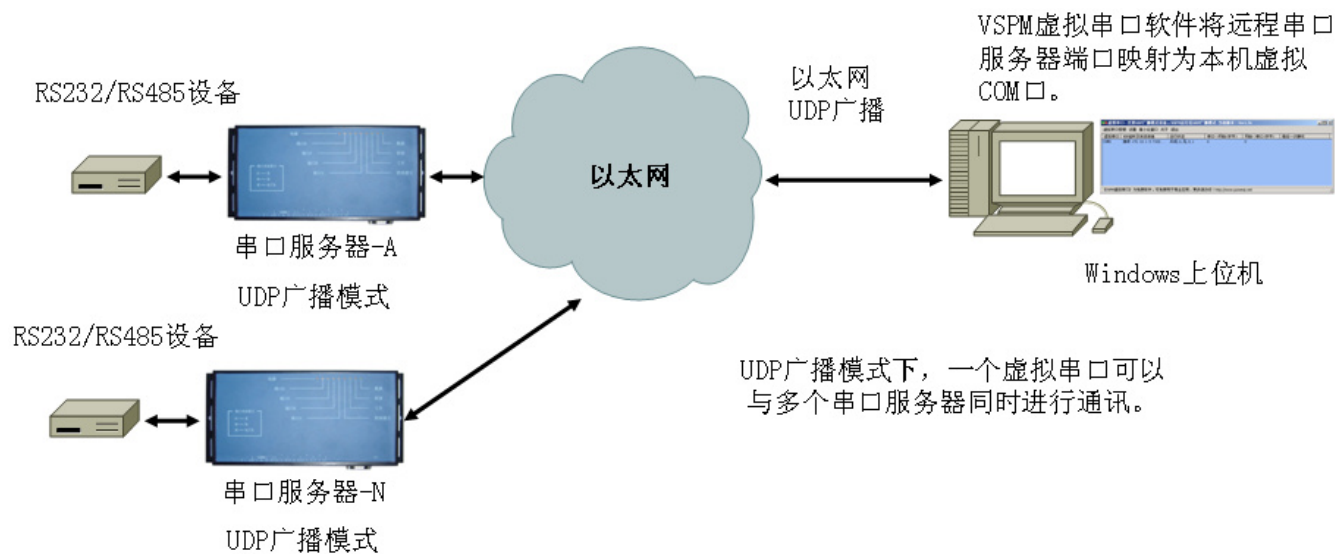 VSPM虚拟串口软件将远程串口
服务器端口映射为本机虚拟
COM口。
RS232/RS485设备
以太网
UDP广播
以太网
串口服务器-A
UDP广播模式
Windows上位机
RS232/RS485设备
UDP广播模式下，一个虚拟串口可以
与多个串口服务器同时进行通讯。
串口服务器-N
UDP广播模式